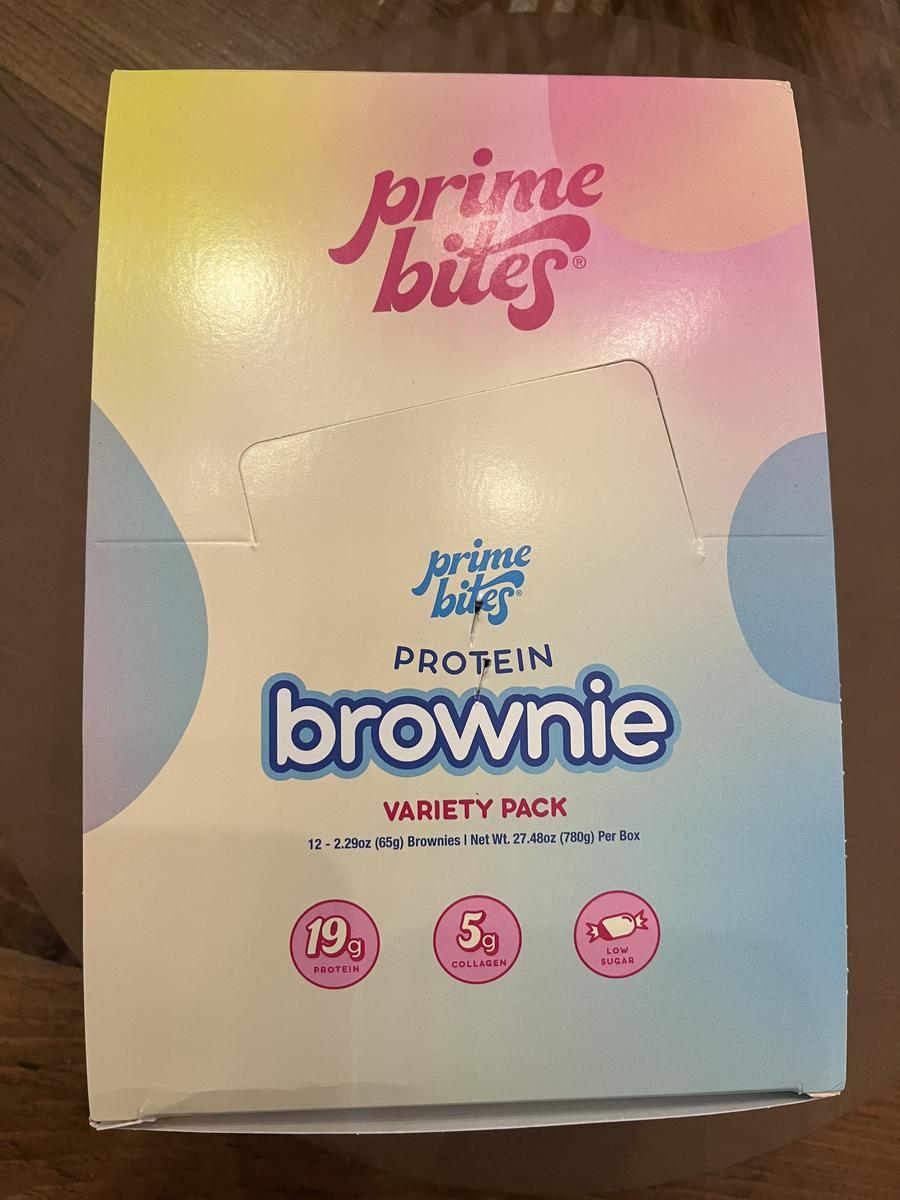 prime
bites®
prime
bites®
PROTEIN
brownie
VARIETY PACK
12 - 2.29oz (65g) Brownies | Net Wt. 27.48oz (780g) Per Box
19g
PROTEIN
5g
COLLAGEN
LOW
SUGAR